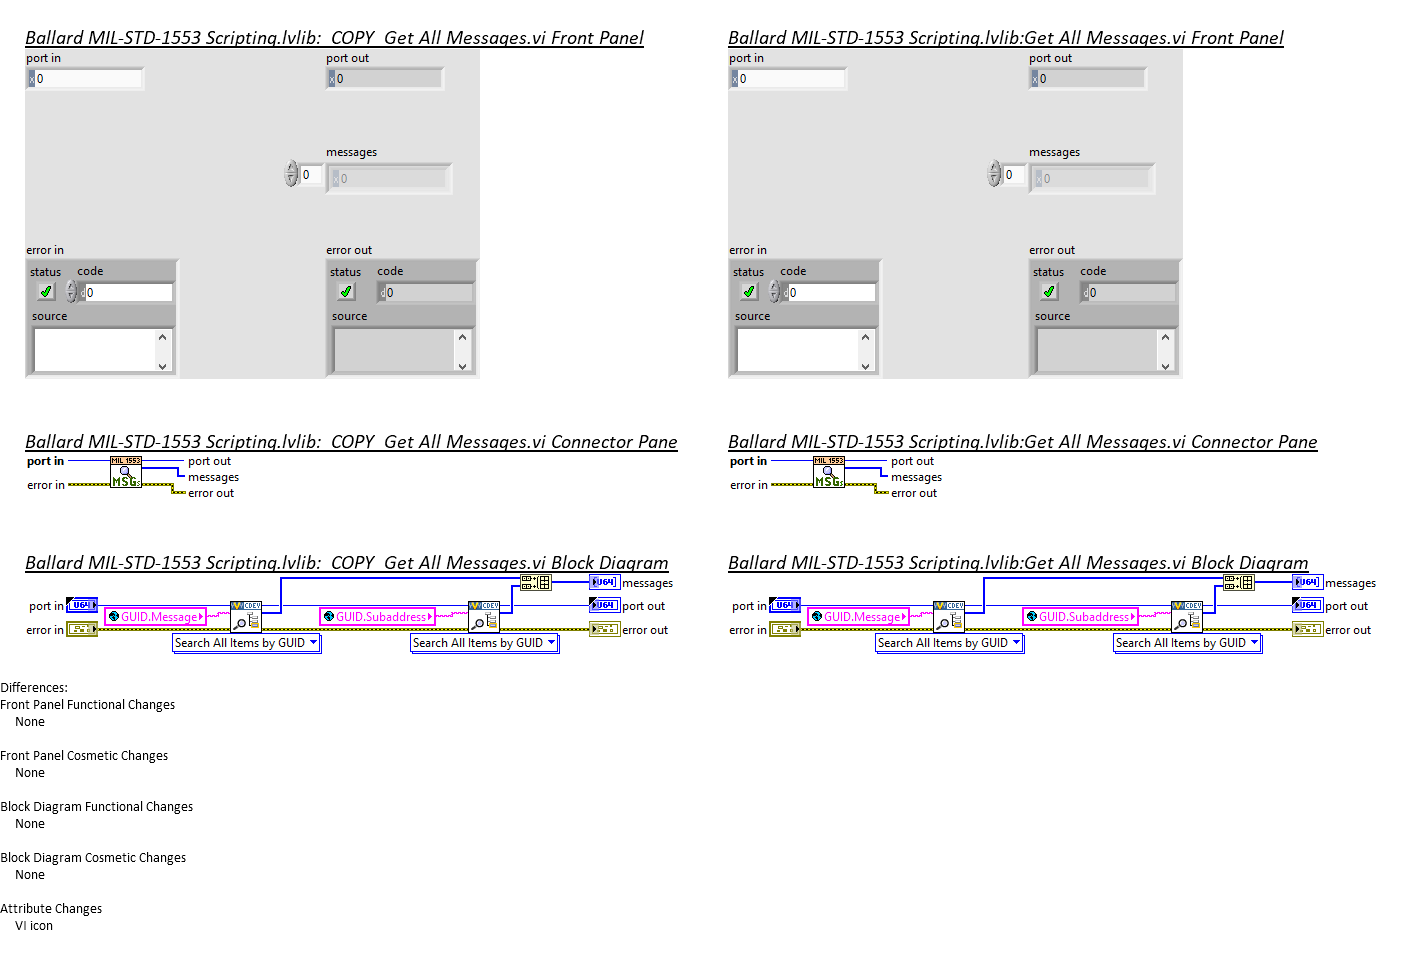 Ballard MIL-STD-1553 Scripting.lvlib:_COPY_Get All Messages.vi Front Panel
port in
port out
x 0
x 0
messages
0
x 0
error in
error out
status
code
status
code
d 0
d 0
source
source
Ballard MIL-STD-1553 Scripting.lvlib:Get All Messages.vi Front Panel
port in
port out
x 0
x 0
messages
0
x 0
error in
error out
status
code
status
code
d 0
d 0
source
source
Ballard MIL-STD-1553 Scripting.lvlib:_COPY_Get All Messages.vi Connector Pane
port in
MIL 1553
MSGs
port out
messages
error in
error out
Ballard MIL-STD-1553 Scripting.lvlib:Get All Messages.vi Connector Pane
port in
MIL 1553
MSGs
port out
messages
error in
error out
Ballard MIL-STD-1553 Scripting.lvlib:_COPY_Get All Messages.vi Block Diagram
U64
messages
port in
U64
CDEV
CDEV
U64
port out
GUID.Message
GUID.Subaddress
error in
error out
Search All Items by GUID
Search All Items by GUID
Ballard MIL-STD-1553 Scripting.lvlib:Get All Messages.vi Block Diagram
U64
messages
port in
U64
CDEV
CDEV
U64
port out
GUID.Message
GUID.Subaddress
error in
error out
Search All Items by GUID
Search All Items by GUID
Differences:
Front Panel Functional Changes
None
Front Panel Cosmetic Changes
None
Block Diagram Functional Changes
None
Block Diagram Cosmetic Changes
None
Attribute Changes
VI icon